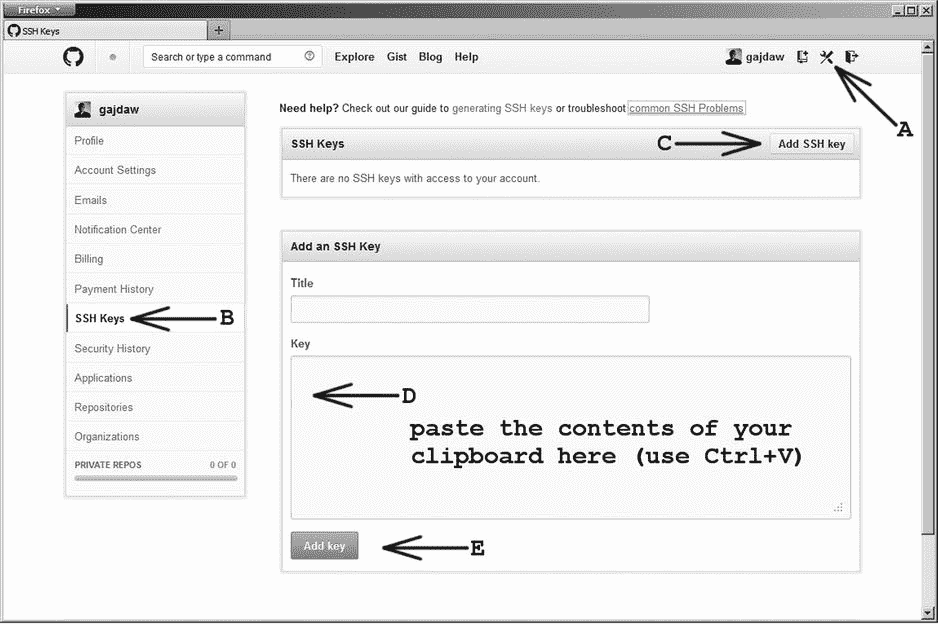 Firefox
SSH Keys
Search or type a command
Explore Gist Blog Help
gajdaw
A
gajdaw
Profile
Account Settings
Emails
Notification Center
Billing
Payment History
SSH Keys
B
Security History
Applications
Repositories
Organizations
PRIVATE REPOS 0 OF 0
Need help? Check out our guide to generating SSH keys or troubleshoot common SSH Problems
SSH Keys
C
Add SSH key
There are no SSH keys with access to your account.
Add an SSH Key
Title
Key
D
paste the contents of your
clipboard here (use Ctrl+V)
Add key
E